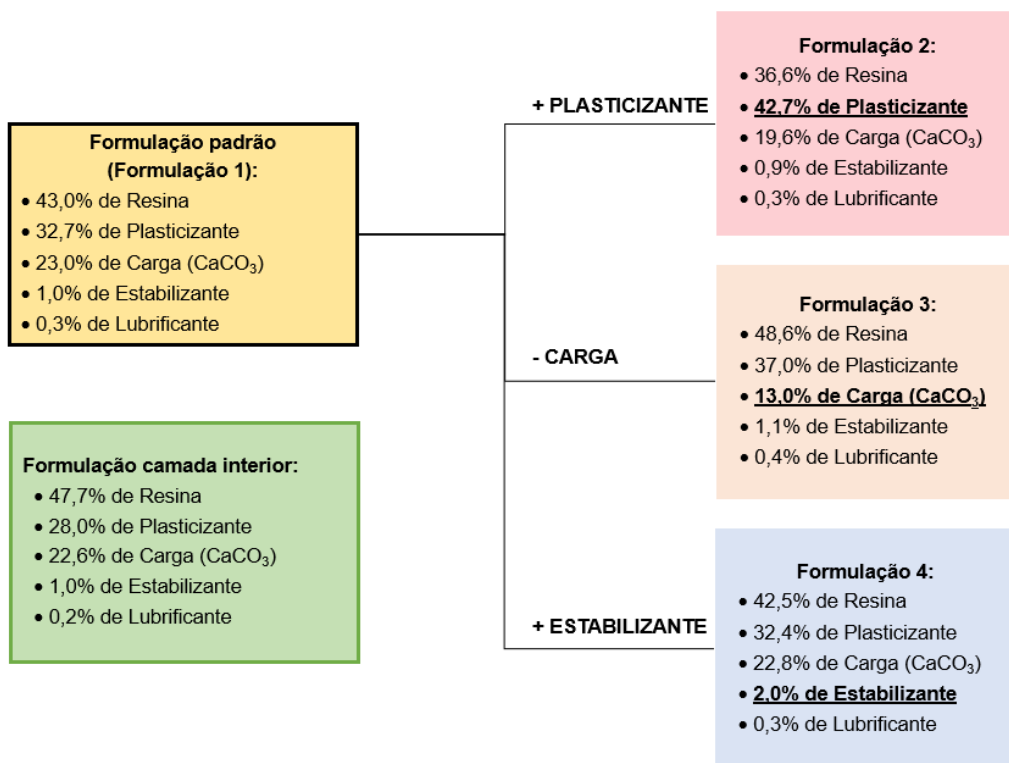 Formulação padrão
(Formulação 1):
• 43,0% de Resina
• 32,7% de Plasticizante
• 23,0% de Carga (CaCO₃)
• 1,0% de Estabilizante
• 0,3% de Lubrificante
Formulação camada interior:
• 47,7% de Resina
• 28,0% de Plasticizante
• 22,6% de Carga (CaCO₃)
• 1,0% de Estabilizante
• 0,2% de Lubrificante
+ PLASTICIZANTE
Formulação 2:
• 36,6% de Resina
• 42,7% de Plasticizante
• 19,6% de Carga (CaCO₃)
• 0,9% de Estabilizante
• 0,3% de Lubrificante
- CARGA
Formulação 3:
• 48,6% de Resina
• 37,0% de Plasticizante
• 13,0% de Carga (CaCO₃)
• 1,1% de Estabilizante
• 0,4% de Lubrificante
+ ESTABILIZANTE
Formulação 4:
• 42,5% de Resina
• 32,4% de Plasticizante
• 22,8% de Carga (CaCO₃)
• 2,0% de Estabilizante
• 0,3% de Lubrificante